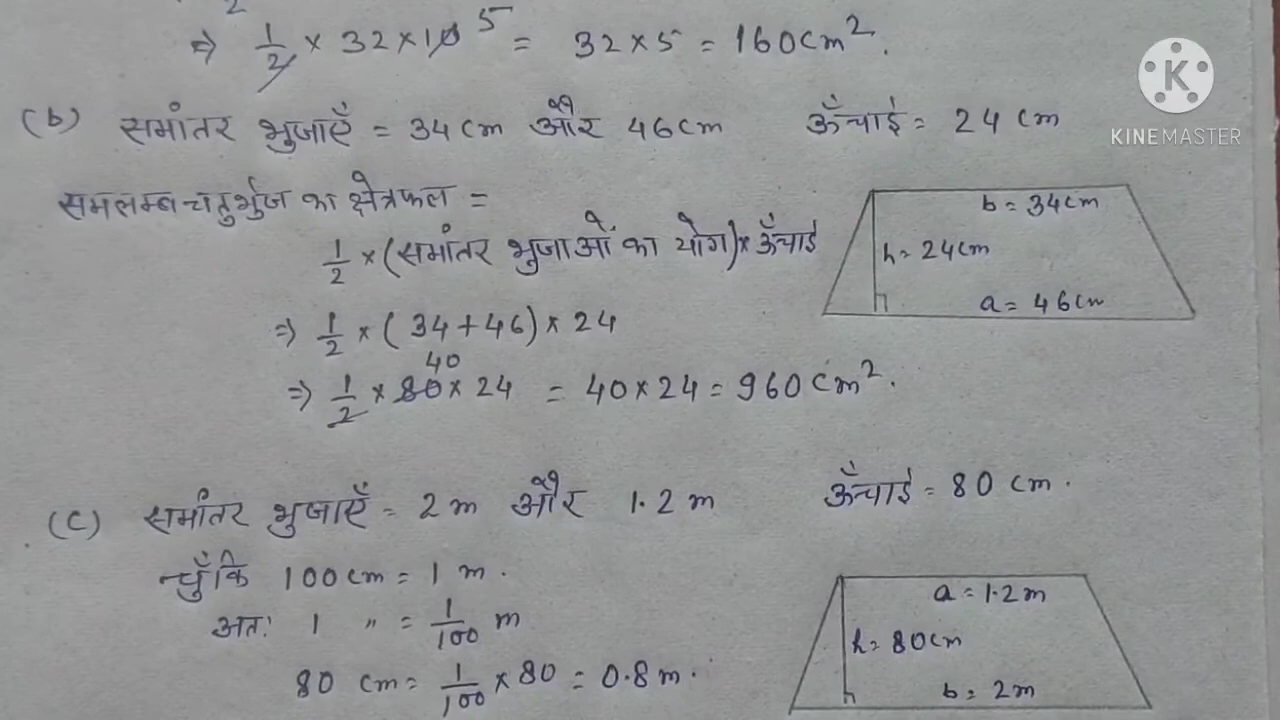 2
⇒ 1/2 × 32 × 10 5 = 32 × 5 = 160 cm².
K
KINEMASTER
(b) समांतर भुजाएँ = 34 cm और 46 cm ऊँचाई = 24 cm
समलम्ब चतुर्भुज का क्षेत्रफल =
1/2 × (समांतर भुजाओं का योग) × ऊँचाई
b = 34 cm
h = 24 cm
a = 46 cm
⇒ 1/2 × (34 + 46) × 24
40
⇒ 1/2 × 80 × 24 = 40 × 24 = 960 cm².
(c) समांतर भुजाएँ = 2 m और 1.2 m ऊँचाई = 80 cm.
चूँकि 100 cm = 1 m.
अतः 1 " = 1/100 m
80 cm = 1/100 × 80 = 0.8 m.
a = 1.2 m
h = 80 cm
b = 2 m